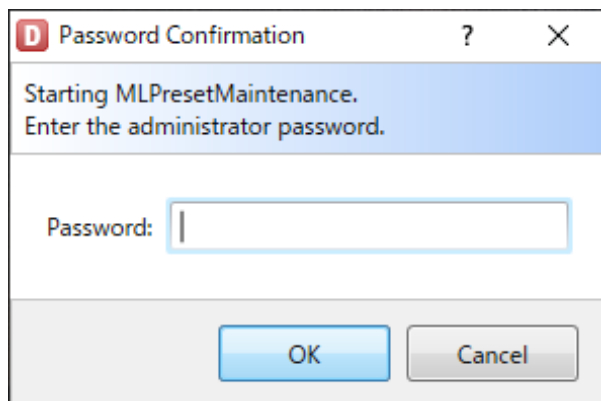 D Password Confirmation ?
Starting MLPresetMaintenance.
Enter the administrator password.
Password:
OK Cancel